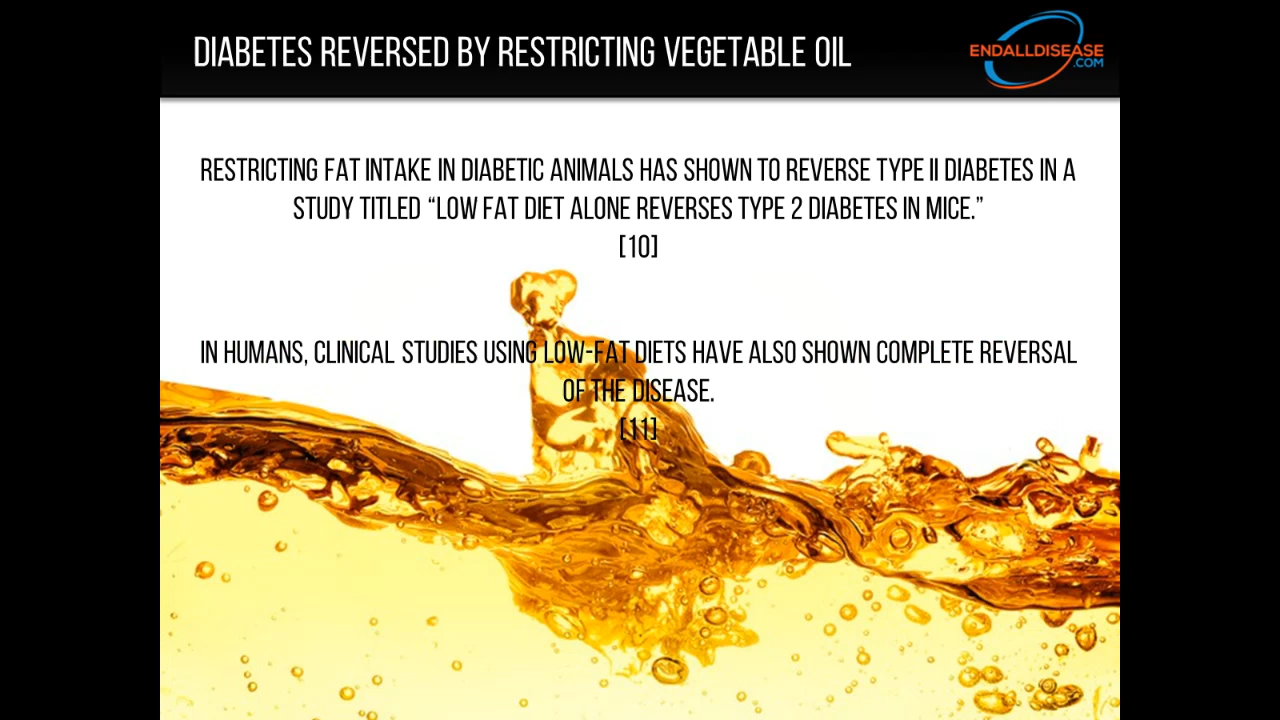 DIABETES REVERSED BY RESTRICTING VEGETABLE OIL
ENDALLDISEASE
.COM
RESTRICTING FAT INTAKE IN DIABETIC ANIMALS HAS SHOWN TO REVERSE TYPE II DIABETES IN A
STUDY TITLED “LOW FAT DIET ALONE REVERSES TYPE 2 DIABETES IN MICE.”
[10]
IN HUMANS, CLINICAL STUDIES USING LOW-FAT DIETS HAVE ALSO SHOWN COMPLETE REVERSAL
OF THE DISEASE.
[11]